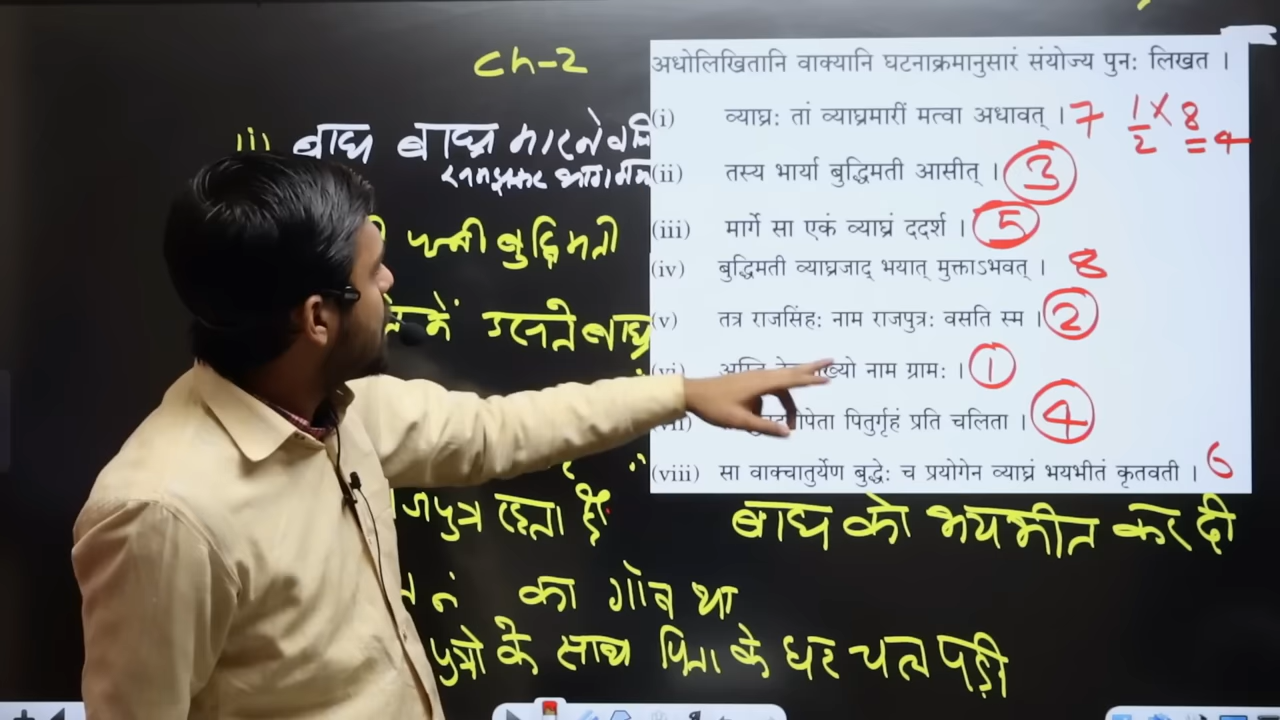 ch-2
अधोलिखितानि वाक्यानि घटनाक्रमानुसारं संयोज्य पुनः लिखत ।
(i) व्याघ्रः तां व्याघ्रमारीं मत्वा अधावत् । 7 1/2 × 8 = 4
(ii) तस्य भार्या बुद्धिमती आसीत् । 3
(iii) मार्गे सा एकं व्याघ्रं ददर्श । 5
(iv) बुद्धिमती व्याघ्रजाद् भयात् मुक्ताऽभवत् । 8
(v) तत्र राजसिंहः नाम राजपुत्रः वसति स्म । 2
नाम ग्रामः । 1
पितुर्गृहं प्रति चलिता । 4
(viii) सा वाक्चातुर्येण बुद्धेः च प्रयोगेन व्याघ्रं भयभीतं कृतवती । 6
बाघ बाघ मारने
भाग
पत्नी बुद्धिमती
में उसने बाघ
रहता है
बाघ को भयभीत कर दी
का गाँव था
पुत्रो के साथ पिता के घर चल पड़ी